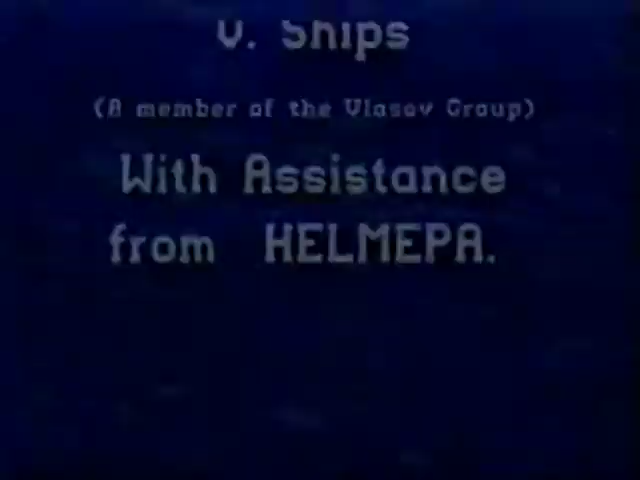 V. Ships
(A member of the Vlasov Group)
With Assistance
from HELMEPA.